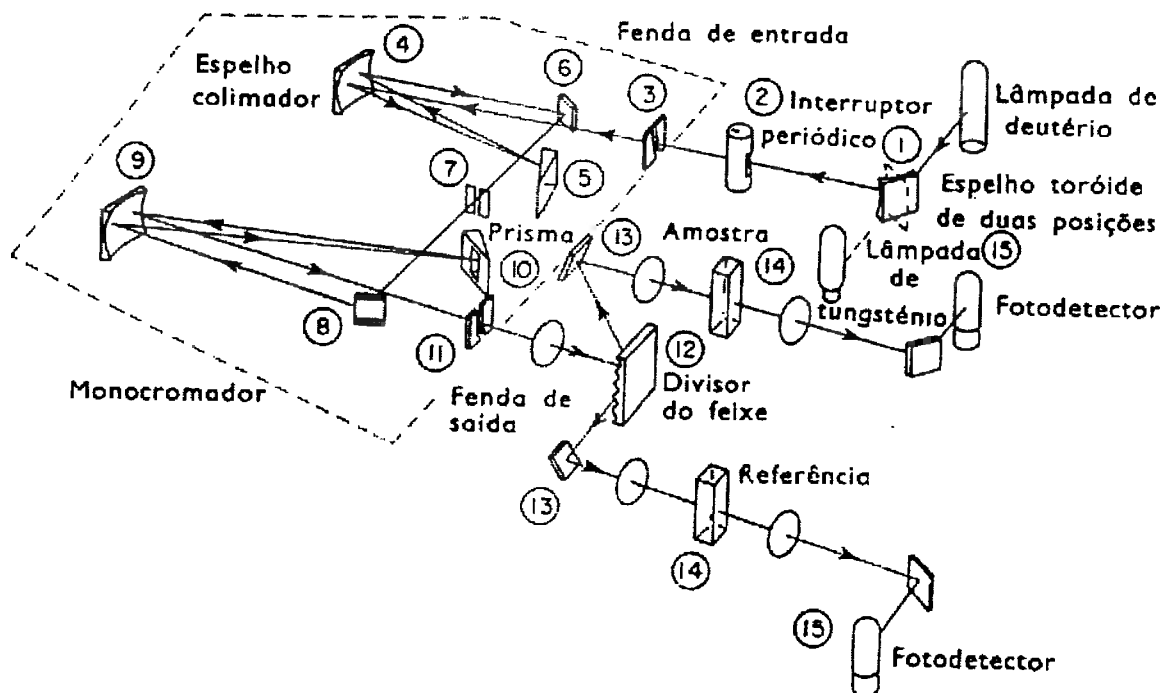 Fenda de entrada
4
6
3
2
Espelho
colimador
Interruptor
periódico
1
Lâmpada de
deutério
9
7
5
Espelho toróide
de duas posições
Prisma
13
Amostra
10
14
Lâmpada
de
tungsténio
15
Fotodetector
8
11
12
Divisor
do feixe
Monocromador
Fenda de
saída
13
Referência
14
15
Fotodetector